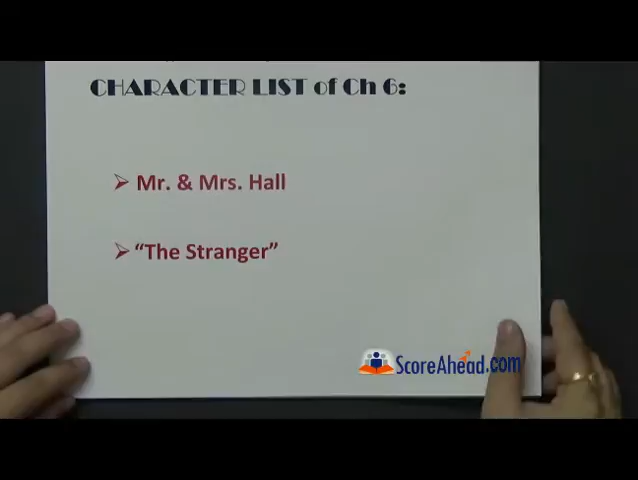 CHARACTER LIST of Ch 6:
Mr. & Mrs. Hall
“The Stranger”
ScoreAhead.com